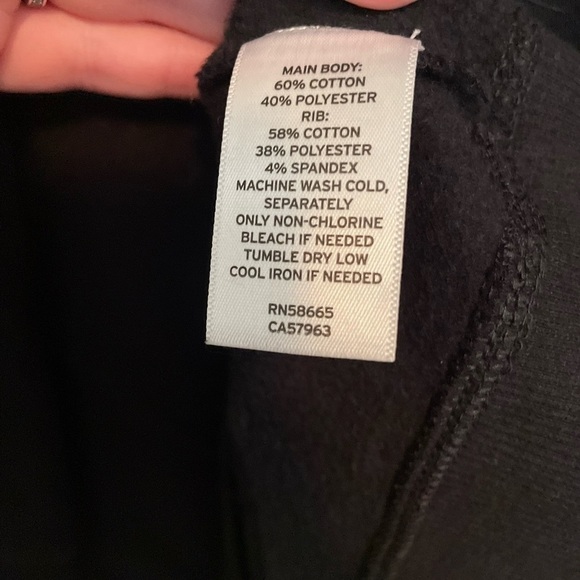 MAIN BODY:
60% COTTON
40% POLYESTER
RIB:
58% COTTON
38% POLYESTER
4% SPANDEX
MACHINE WASH COLD,
SEPARATELY
ONLY NON-CHLORINE
BLEACH IF NEEDED
TUMBLE DRY LOW
COOL IRON IF NEEDED
RN58665
CA57963